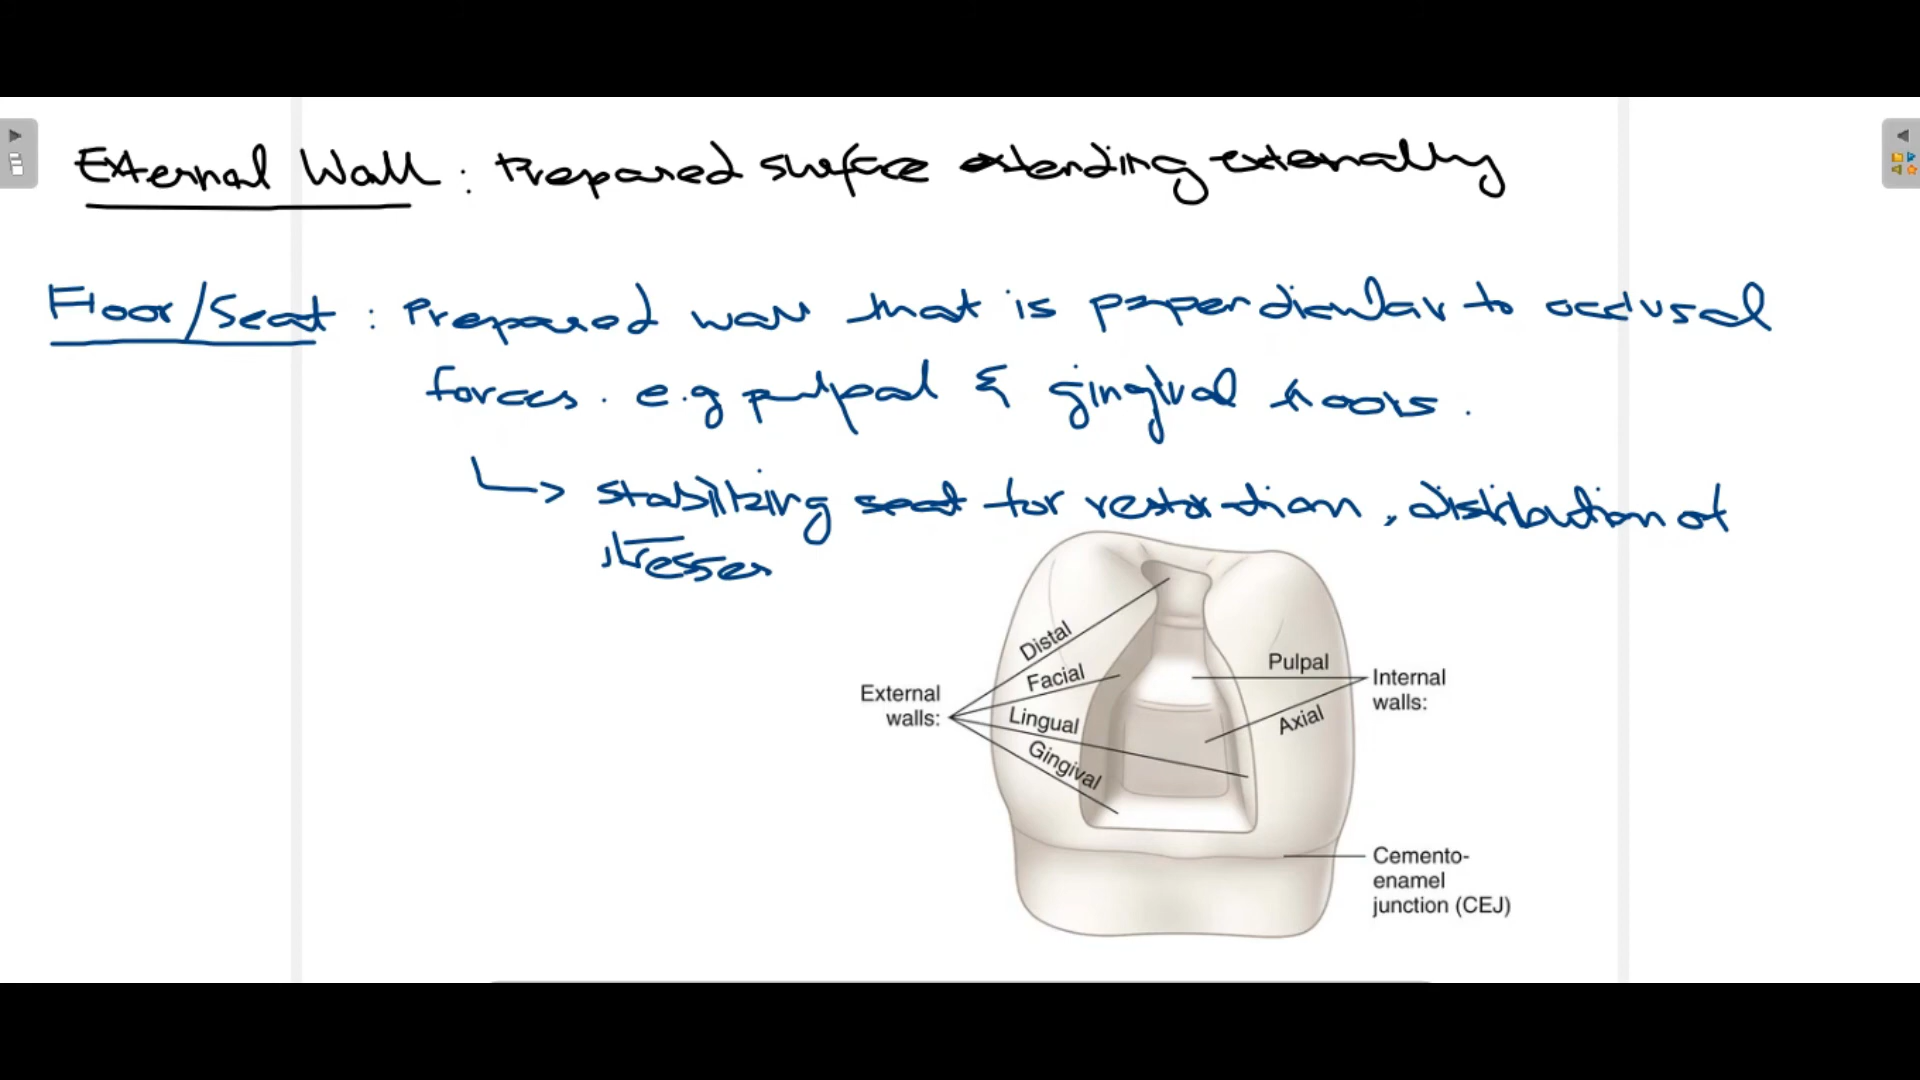 External Wall : Prepared surface extending externally
Floor/Seat : Prepared wall that is perpendicular to occlusal
forces . e.g pulpal & gingival floors .
↳ stabilizing seat for restoration , distribution of
stresses
Distal
Facial
Lingual
Gingival
External
walls:
Pulpal
Axial
Internal
walls:
Cemento-
enamel
junction (CEJ)